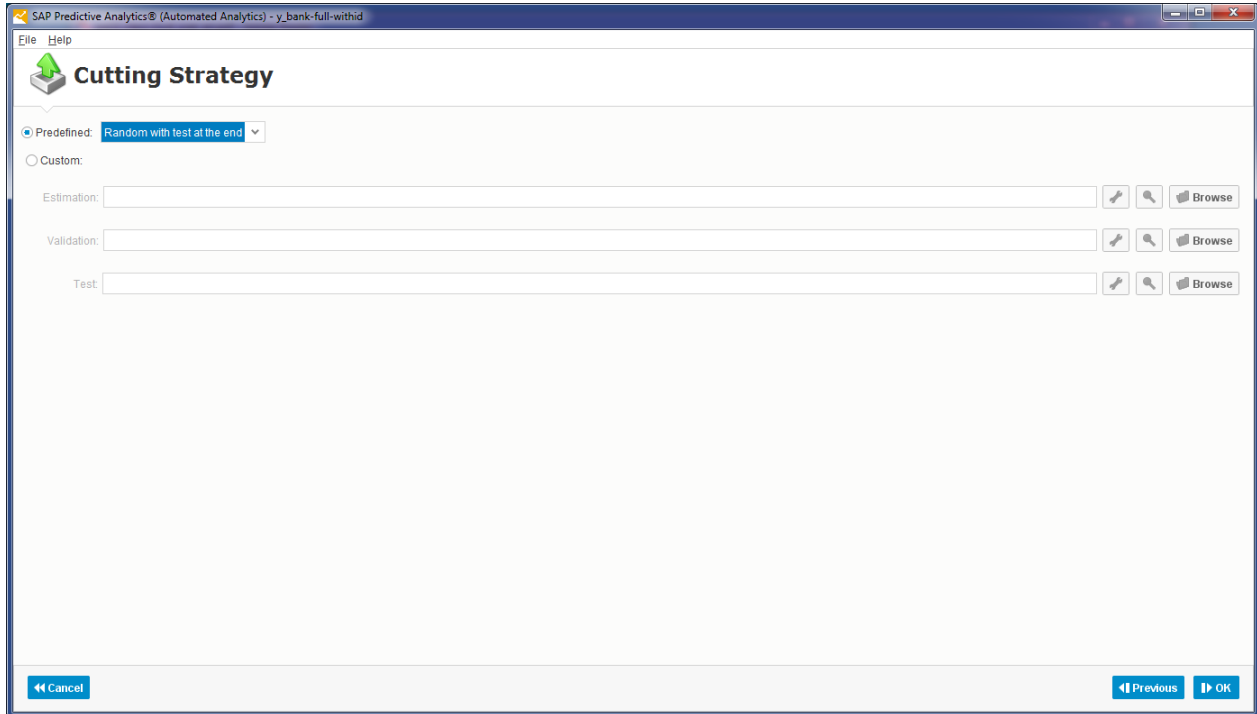 SAP Predictive Analytics® (Automated Analytics) - y_bank-full-withid
File Help
Cutting Strategy
Predefined: Random with test at the end
Custom:
Estimation: Browse
Validation: Browse
Test: Browse
Cancel Previous OK